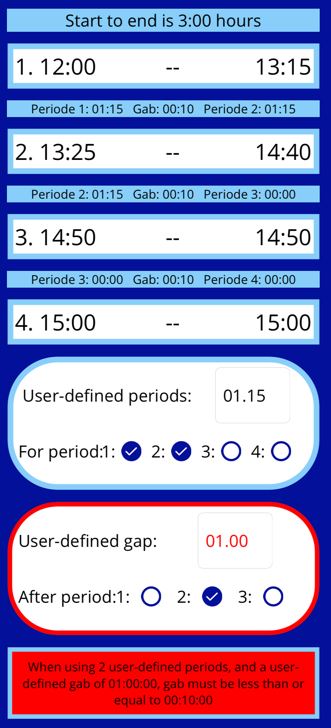 Start to end is 3:00 hours
1. 12:00 -- 13:15
Periode 1: 01:15 Gab: 00:10 Periode 2: 01:15
2. 13:25 -- 14:40
Periode 2: 01:15 Gab: 00:10 Periode 3: 00:00
3. 14:50 -- 14:50
Periode 3: 00:00 Gab: 00:10 Periode 4: 00:00
4. 15:00 -- 15:00
User-defined periods: 01.15
For period:1: 2: 3: 4:
User-defined gap: 01.00
After period:1: 2: 3:
When using 2 user-defined periods, and a user-
defined gab of 01:00:00, gab must be less than or
equal to 00:10:00